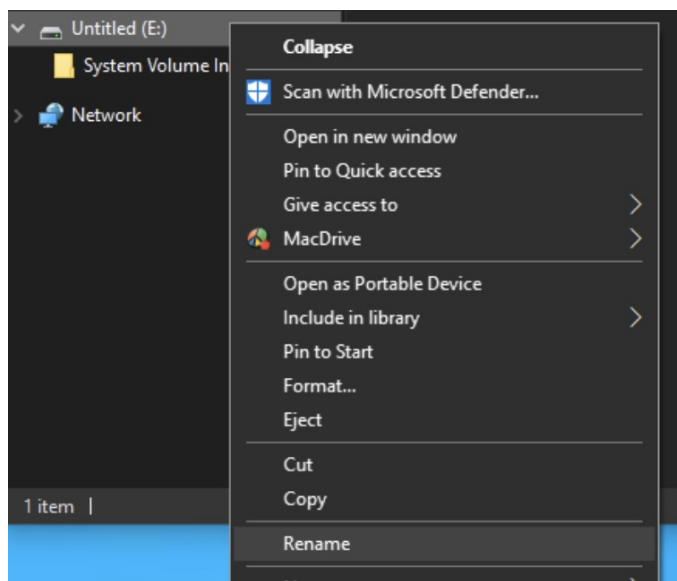 Untitled (E:)
System Volume In
Network
1 item
Collapse
Scan with Microsoft Defender...
Open in new window
Pin to Quick access
Give access to
MacDrive
Open as Portable Device
Include in library
Pin to Start
Format...
Eject
Cut
Copy
Rename